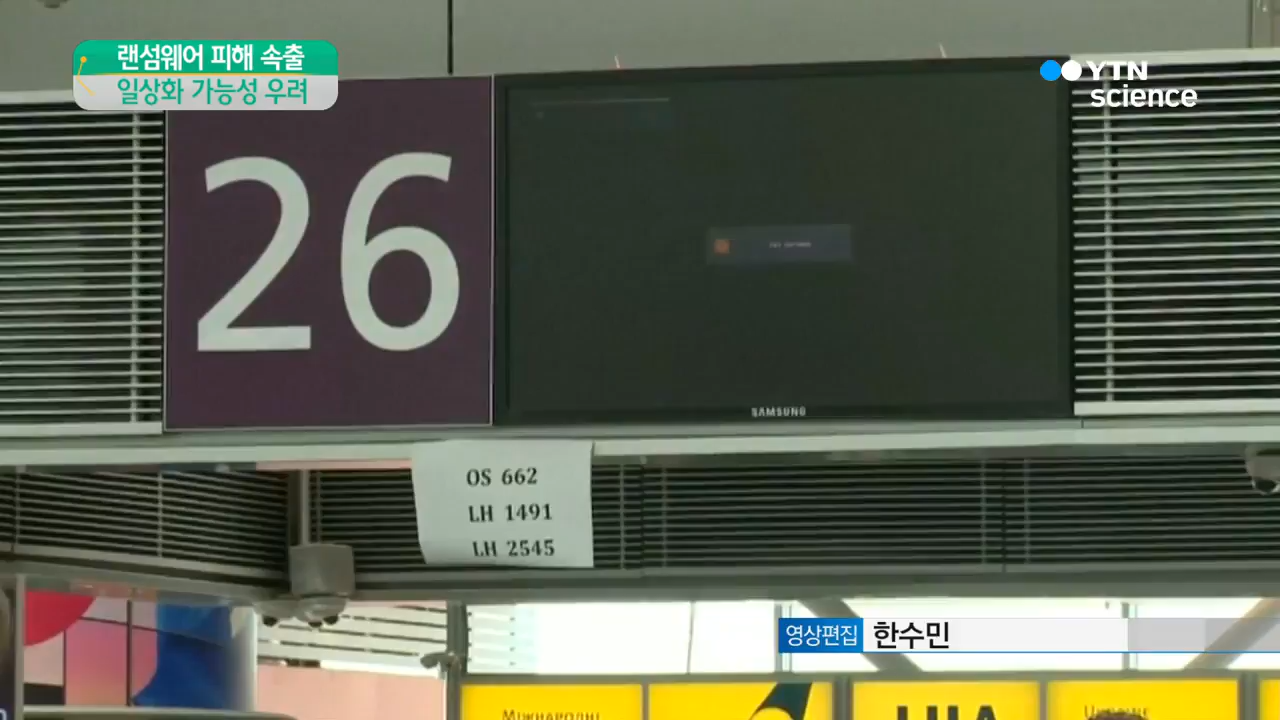 랜섬웨어 피해 속출
일상화 가능성 우려
YTN
science
26
SAMSUNG
OS 662
LH 1491
LH 2545
영상편집 한수민